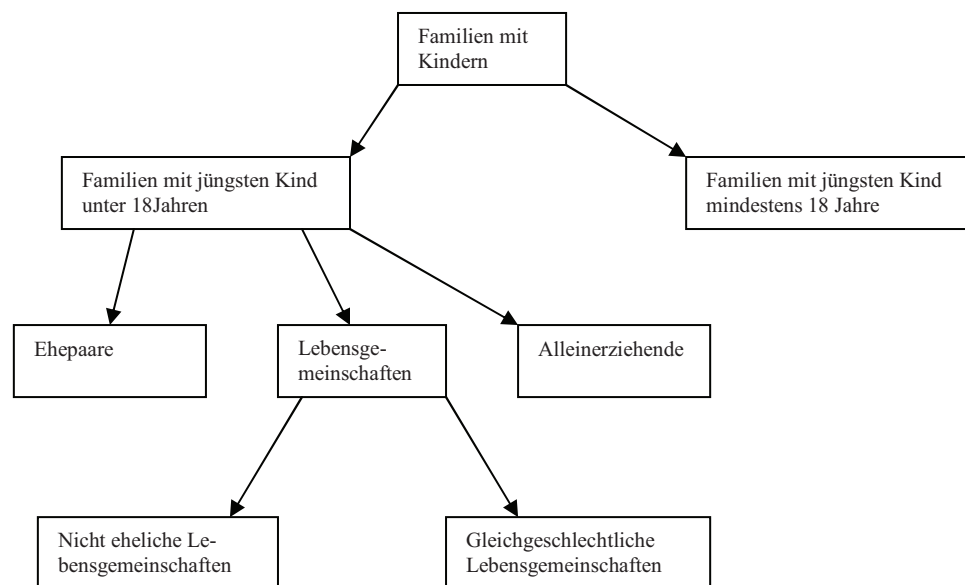 Familien mit
Kindern
Familien mit jüngsten Kind
unter 18Jahren
Familien mit jüngsten Kind
mindestens 18 Jahre
Ehepaare
Lebensge-
meinschaften
Alleinerziehende
Nicht eheliche Le-
bensgemeinschaften
Gleichgeschlechtliche
Lebensgemeinschaften